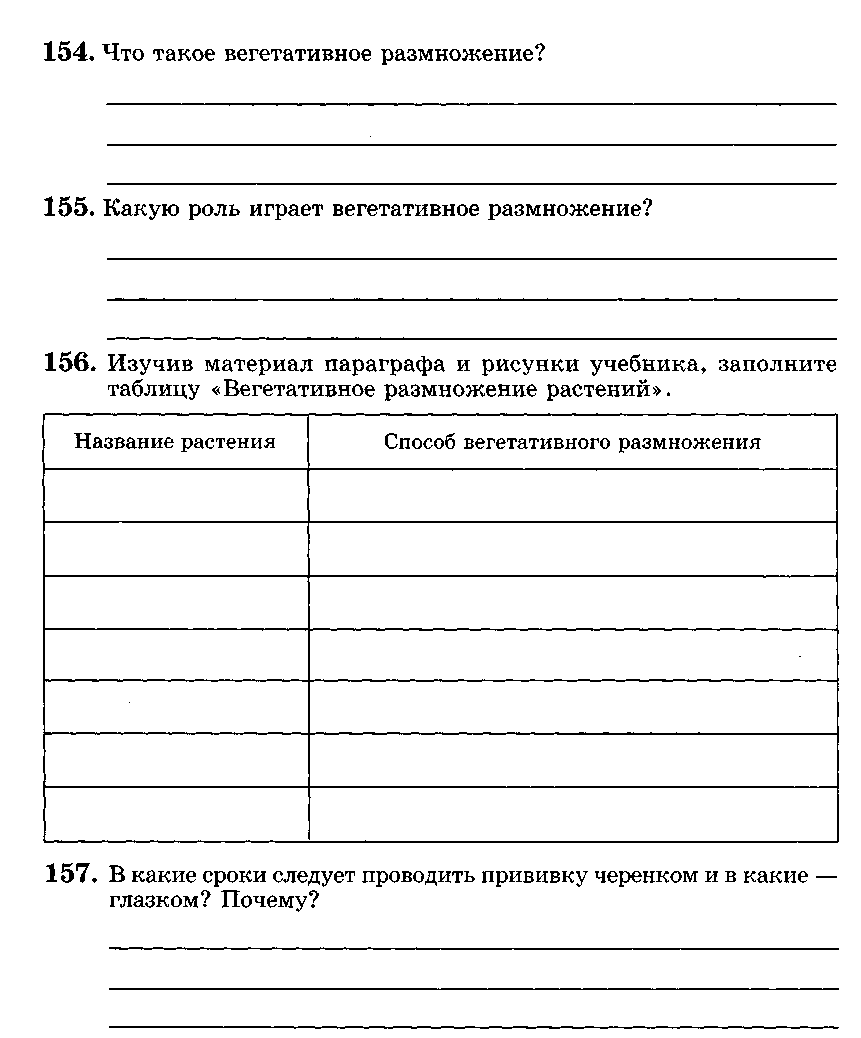 154. Что такое вегетативное размножение?
155. Какую роль играет вегетативное размножение?
156. Изучив материал параграфа и рисунки учебника, заполните
таблицу «Вегетативное размножение растений».
Название растения Способ вегетативного размножения
157. В какие сроки следует проводить прививку черенком и в какие —
глазком? Почему?